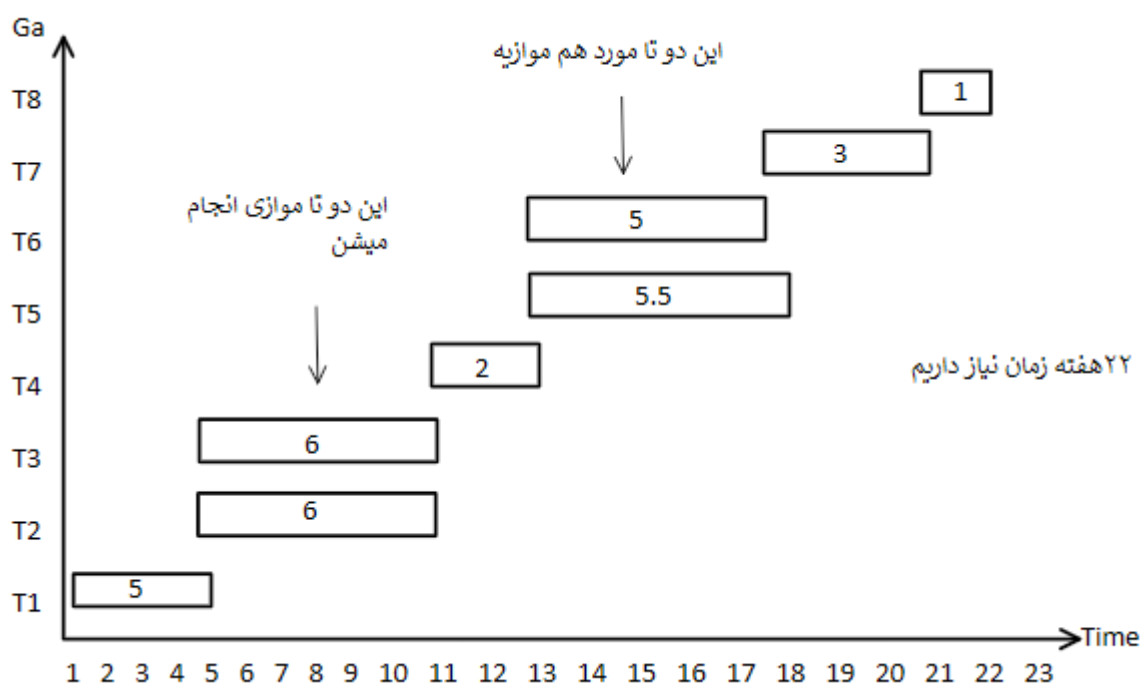 Ga
این دو تا مورد هم موازیه
T8
1
T7
3
این دو تا موازی انجام
میشن
T6
5
T5
5.5
۲۲هفته زمان نیاز داریم
T4
2
T3
6
T2
6
T1
5
Time
1 2 3 4 5 6 7 8 9 10 11 12 13 14 15 16 17 18 19 20 21 22 23